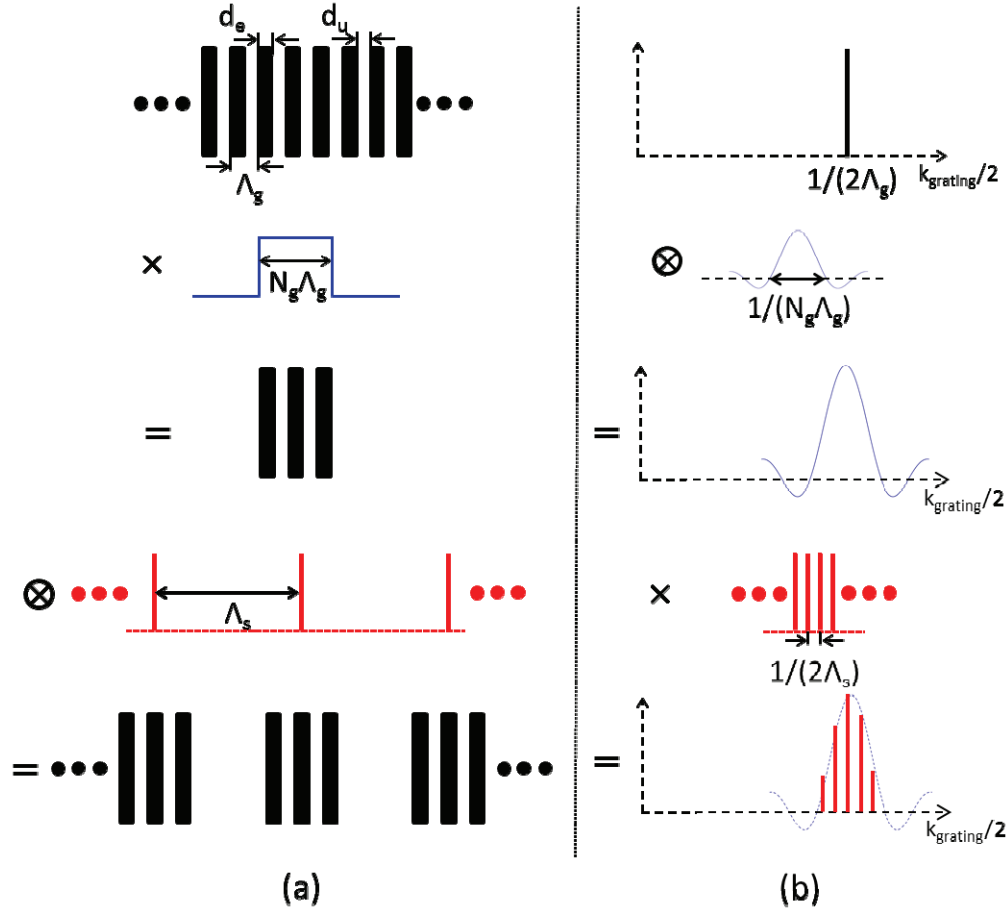 d_e d_u
Λ_g
×
N_gΛ_g
=
⊗
Λ_s
=
(a)
1/(2Λ_g) k_grating/2
⊗
1/(N_gΛ_g)
=
k_grating/2
×
1/(2Λ_s)
=
k_grating/2
(b)